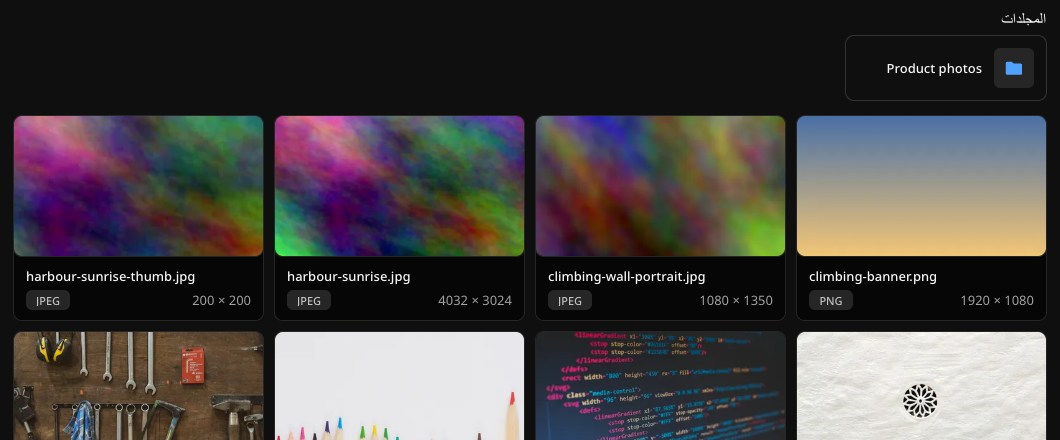 المجلدات
Product photos
climbing-banner.png
PNG
1920 × 1080
climbing-wall-portrait.jpg
JPEG
1080 × 1350
harbour-sunrise.jpg
JPEG
4032 × 3024
harbour-sunrise-thumb.jpg
JPEG
200 × 200